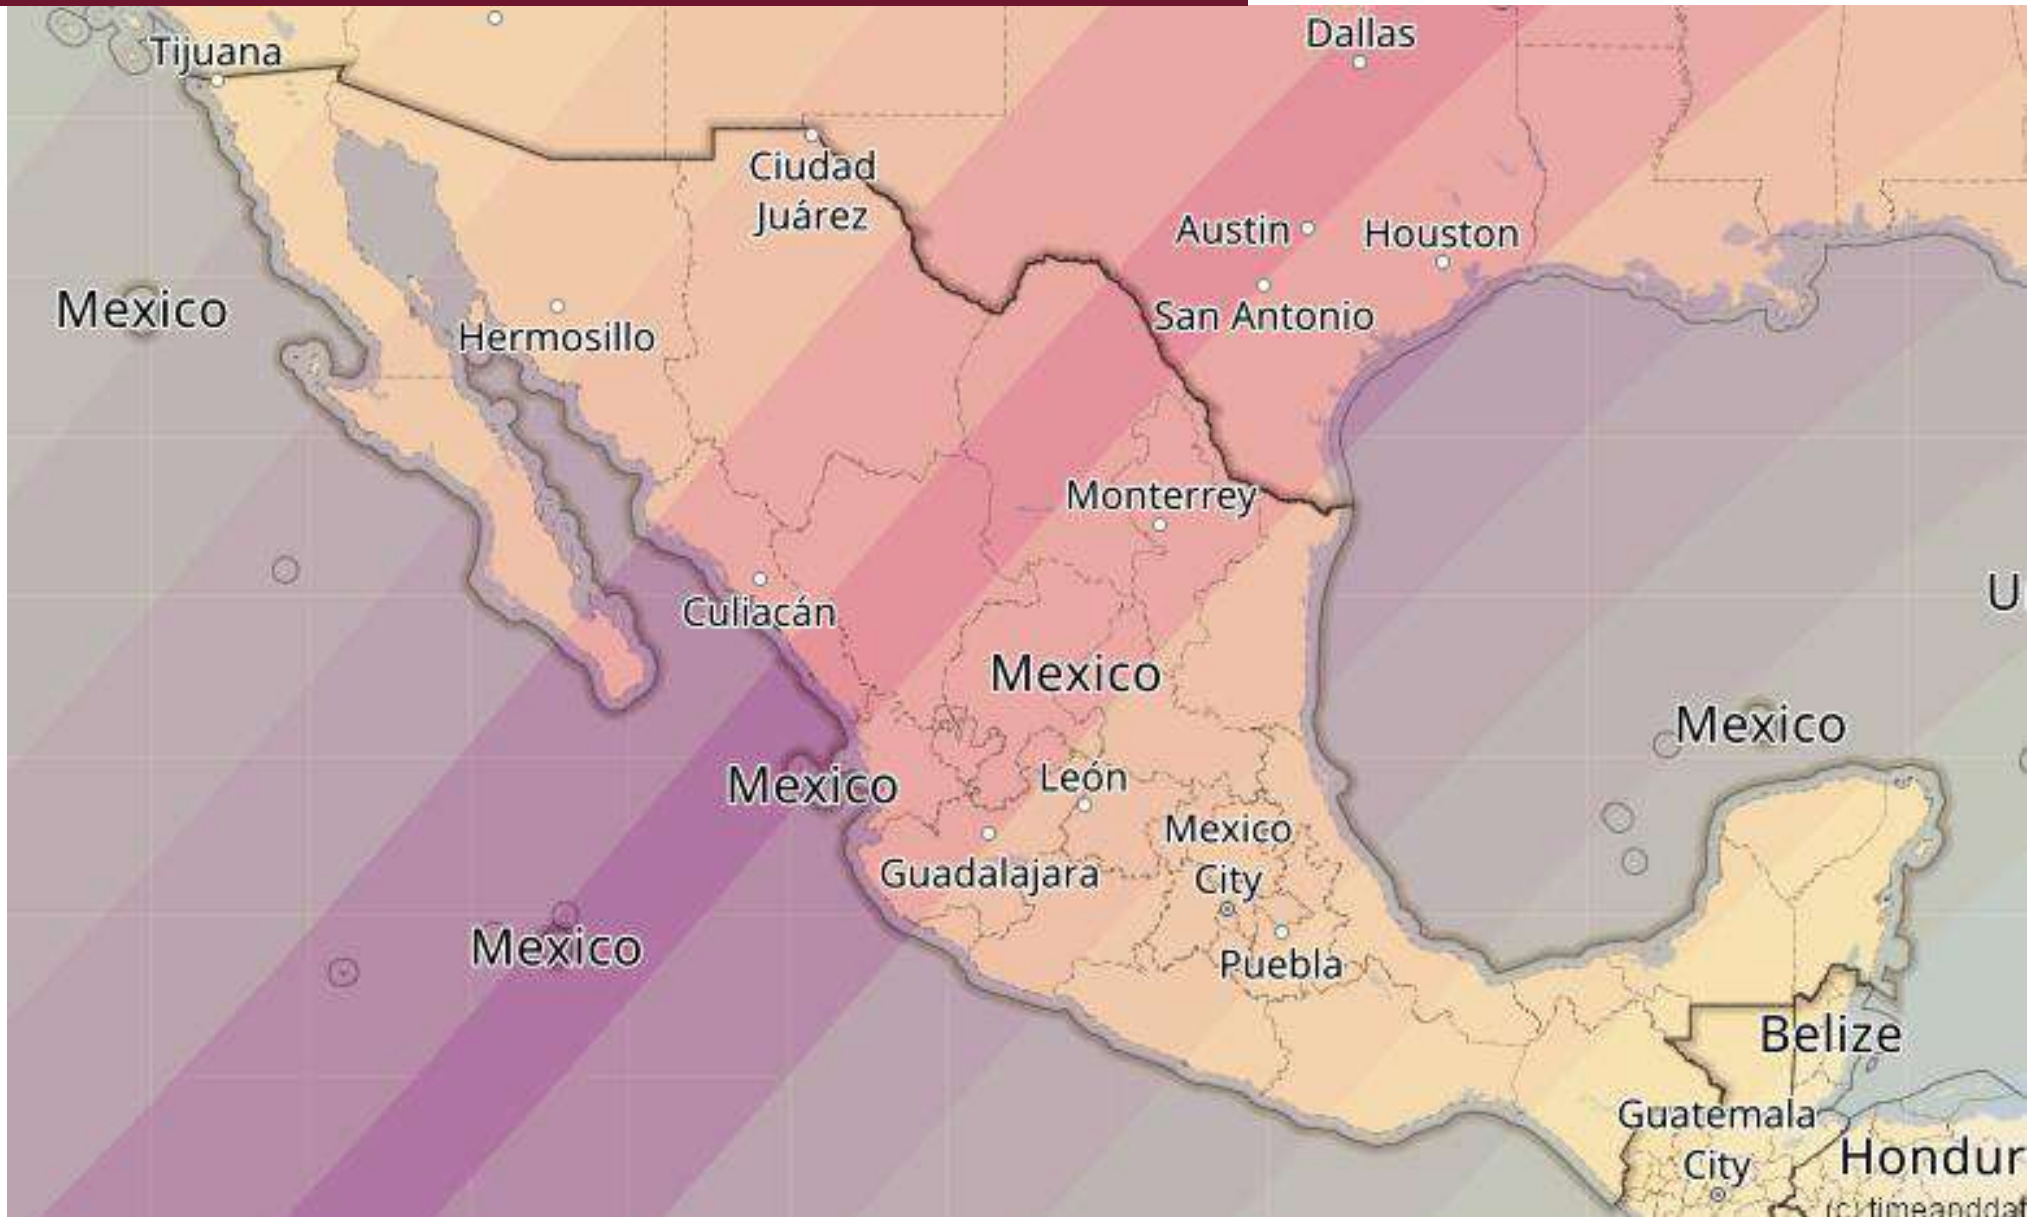 Dallas
Tijuana
Ciudad
Juárez
Austin
Houston
Mexico
San Antonio
Hermosillo
Monterrey
Culiacán
U
Mexico
Mexico
Mexico
León
Mexico
City
Guadalajara
Mexico
Puebla
Belize
Guatemala
City
Hondur
(c) timeanddat